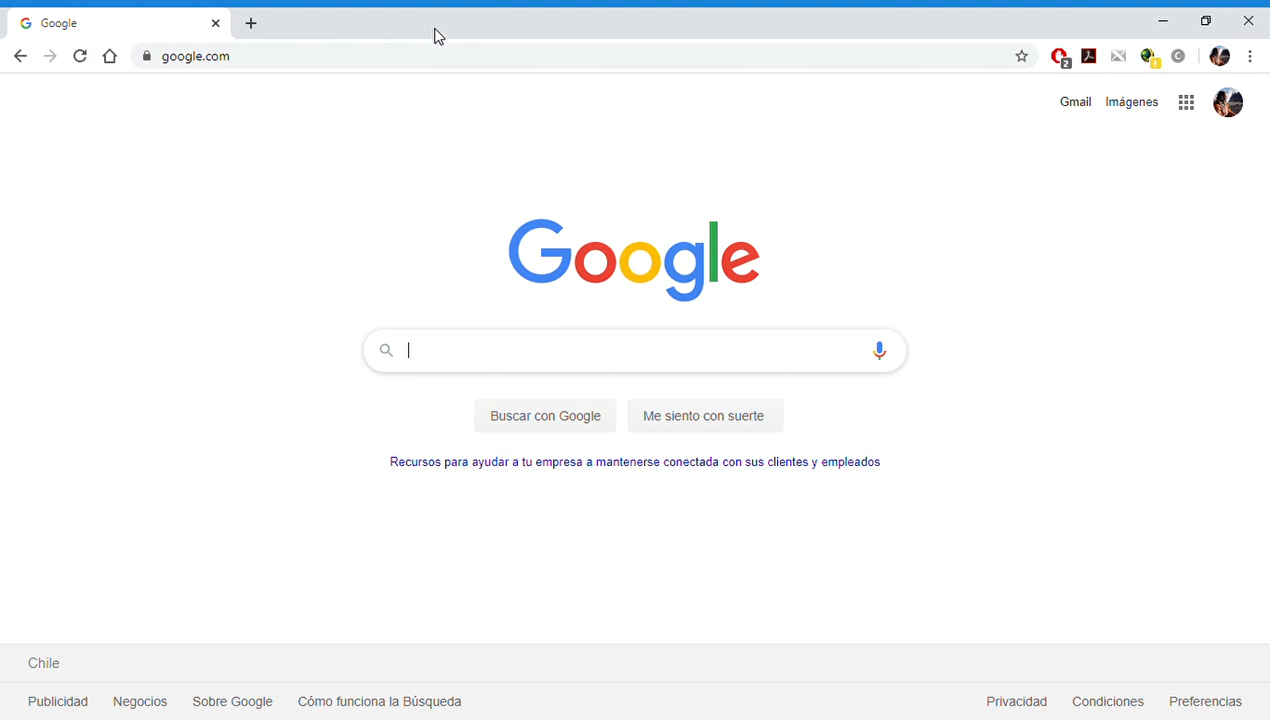 Google
google.com
2
Gmail Imágenes
Google
Buscar con Google Me siento con suerte
Recursos para ayudar a tu empresa a mantenerse conectada con sus clientes y empleados
Chile
Publicidad Negocios Sobre Google Cómo funciona la Búsqueda Privacidad Condiciones Preferencias